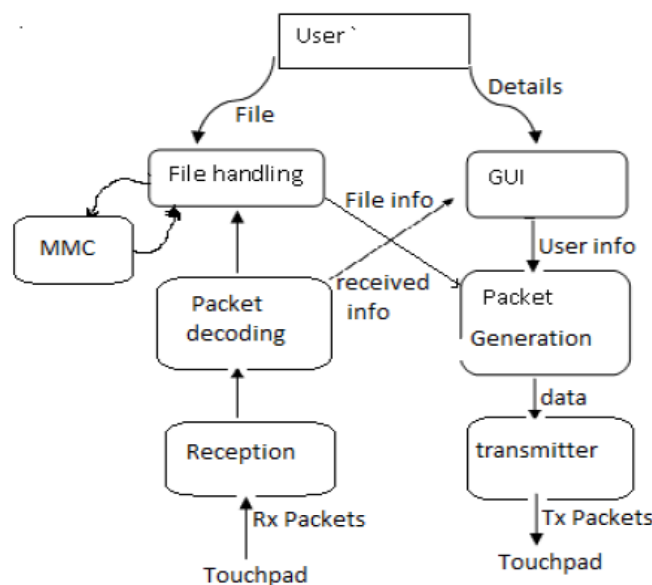 User `
File
Details
File handling
GUI
File info
MMC
User info
received
info
Packet
decoding
Packet
Generation
data
Reception
transmitter
Rx Packets
Tx Packets
Touchpad
Touchpad